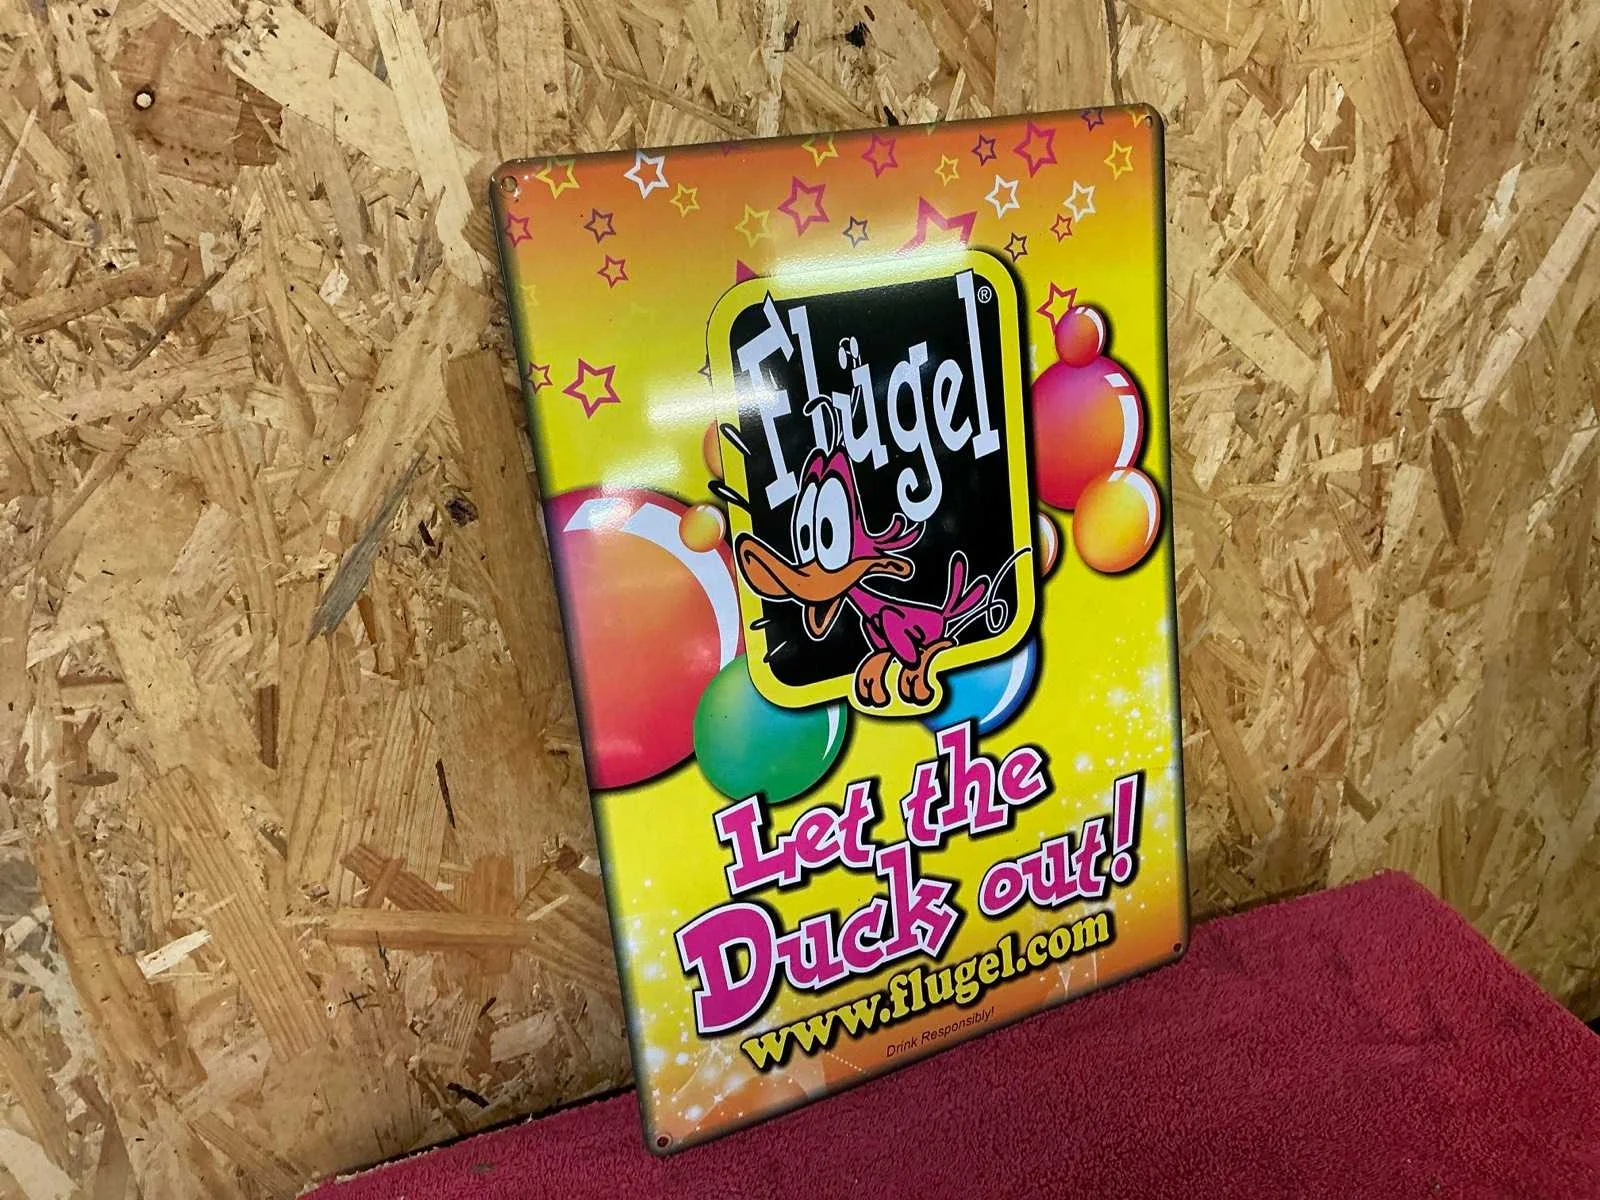 Flügel®
Let the
Duck out!
www.flugel.com
Drink Responsibly!